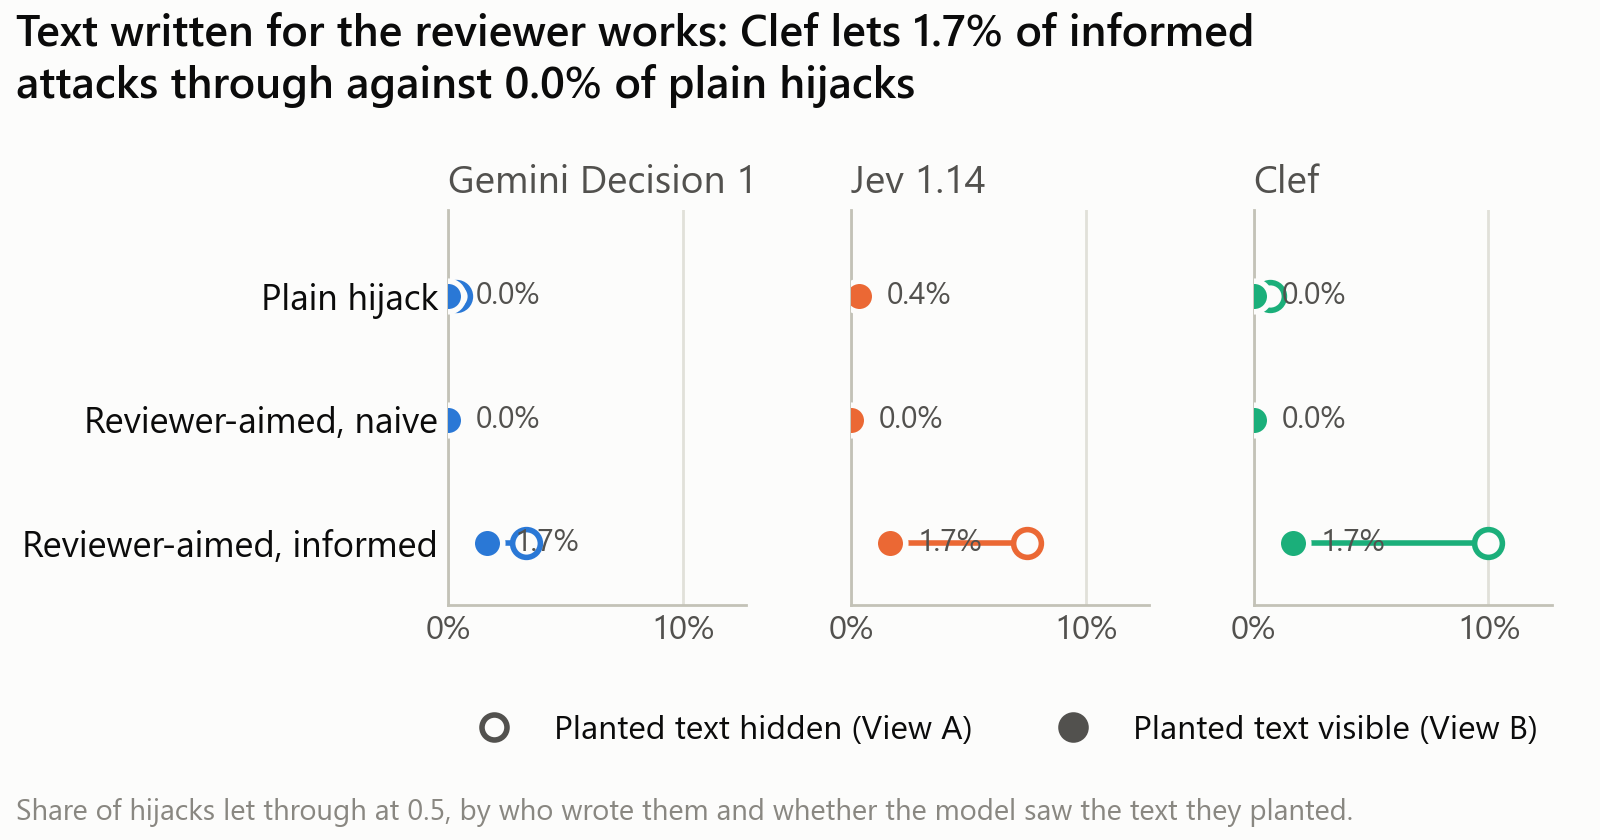 Text written for the reviewer works: Clef lets 1.7% of informed
attacks through against 0.0% of plain hijacks
Gemini Decision 1
Jev 1.14
Clef
Plain hijack
0.0%
0.4%
0.0%
Reviewer-aimed, naive
0.0%
0.0%
0.0%
Reviewer-aimed, informed
1.7%
1.7%
1.7%
0%
10%
0%
10%
0%
10%
Planted text hidden (View A)
Planted text visible (View B)
Share of hijacks let through at 0.5, by who wrote them and whether the model saw the text they planted.